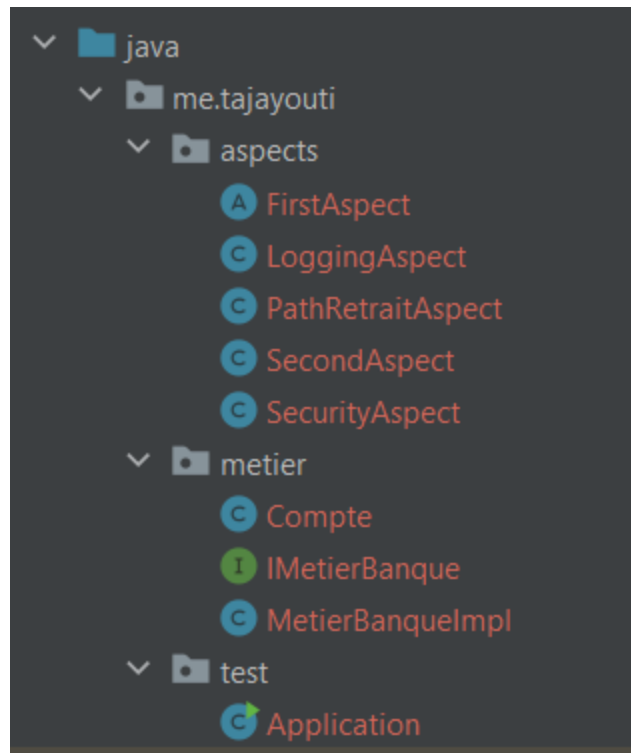 java
me.tajayouti
aspects
A FirstAspect
C LoggingAspect
C PathRetraitAspect
C SecondAspect
C SecurityAspect
metier
C Compte
I IMetierBanque
C MetierBanqueImpl
test
C Application